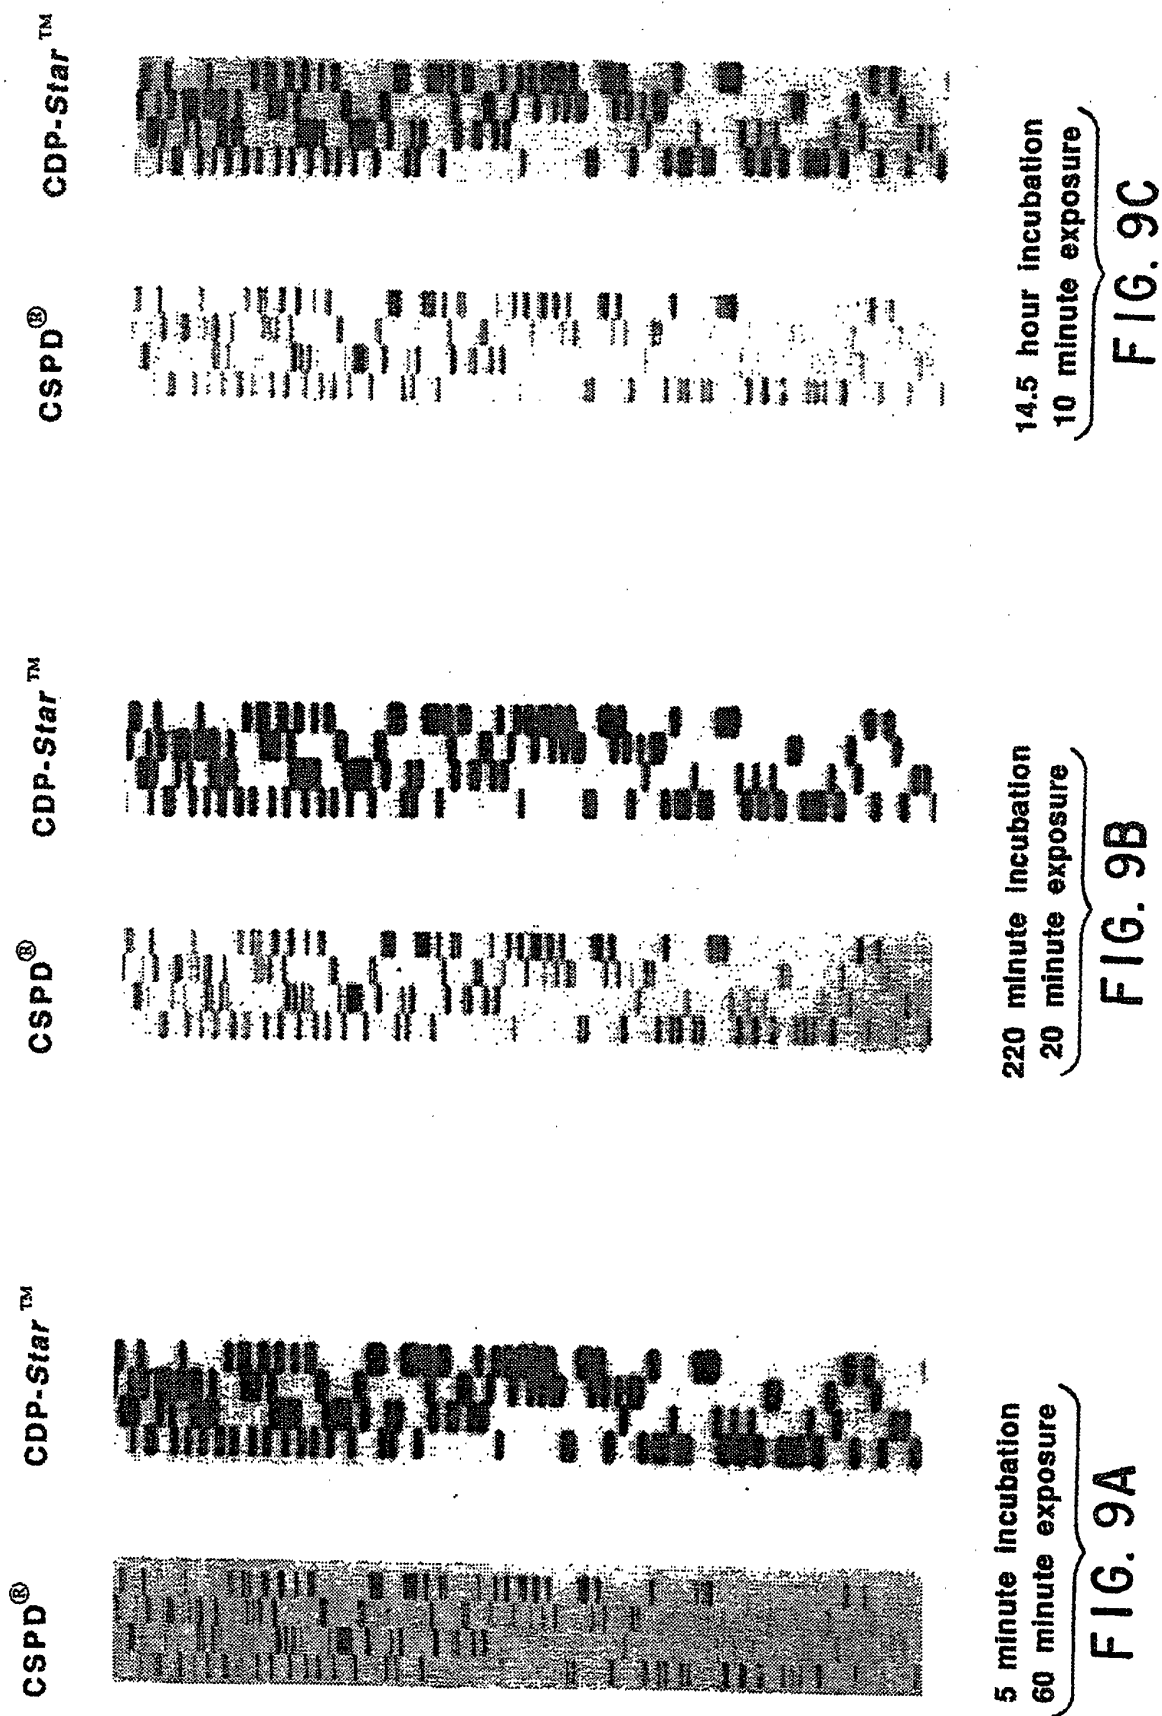 CSPD®
CDP-Star™
5 minute incubation
60 minute exposure
FIG. 9A
CSPD®
CDP-Star™
220 minute incubation
20 minute exposure
FIG. 9B
CSPD®
CDP-Star™
14.5 hour incubation
10 minute exposure
FIG. 9C